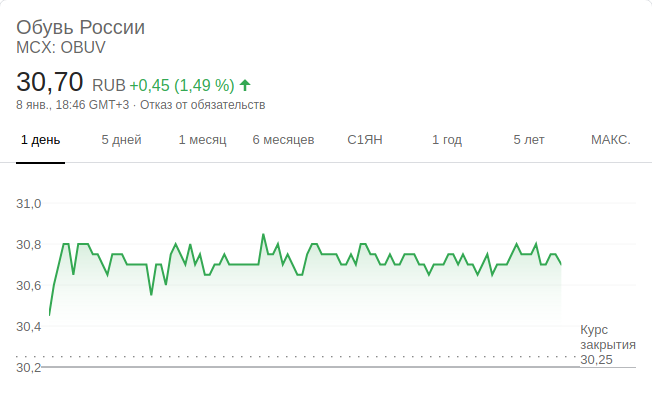 Обувь России
MCX: OBUV
30,70 RUB +0,45 (1,49 %)
8 янв., 18:46 GMT+3 · Отказ от обязательств
1 день 5 дней 1 месяц 6 месяцев С1ЯН 1 год 5 лет МАКС.
31,0
30,8
30,6
30,4
Курс
закрытия
30,25
30,2